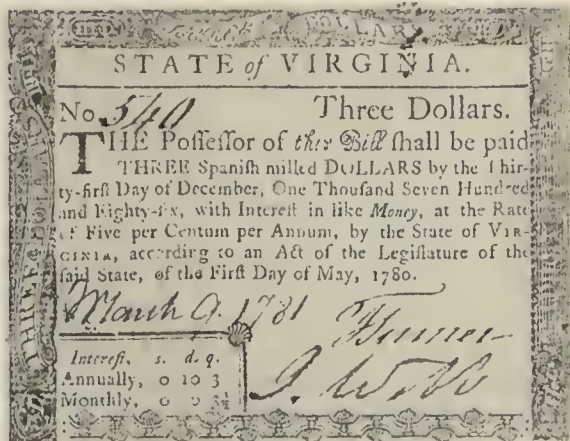 DOLLAR
STATE of VIRGINIA.
No. 540 Three Dollars.
THE Poſſeſſor of this Bill ſhall be paid
THREE Spaniſh milled DOLLARS by the Thir-
ty-firſt Day of December, One Thouſand Seven Hundred
and Eighty-ſix, with Intereſt in like Money, at the Rate
of Five per Centum per Annum, by the State of VIR-
GINIA, according to an Act of the Legiſlature of the
ſaid State, of the Firſt Day of May, 1780.
March 9. 1781
Intereſt, s. d. q.
Annually, 0 10 3
Monthly, 0 0 3½
THREE DOLLARS